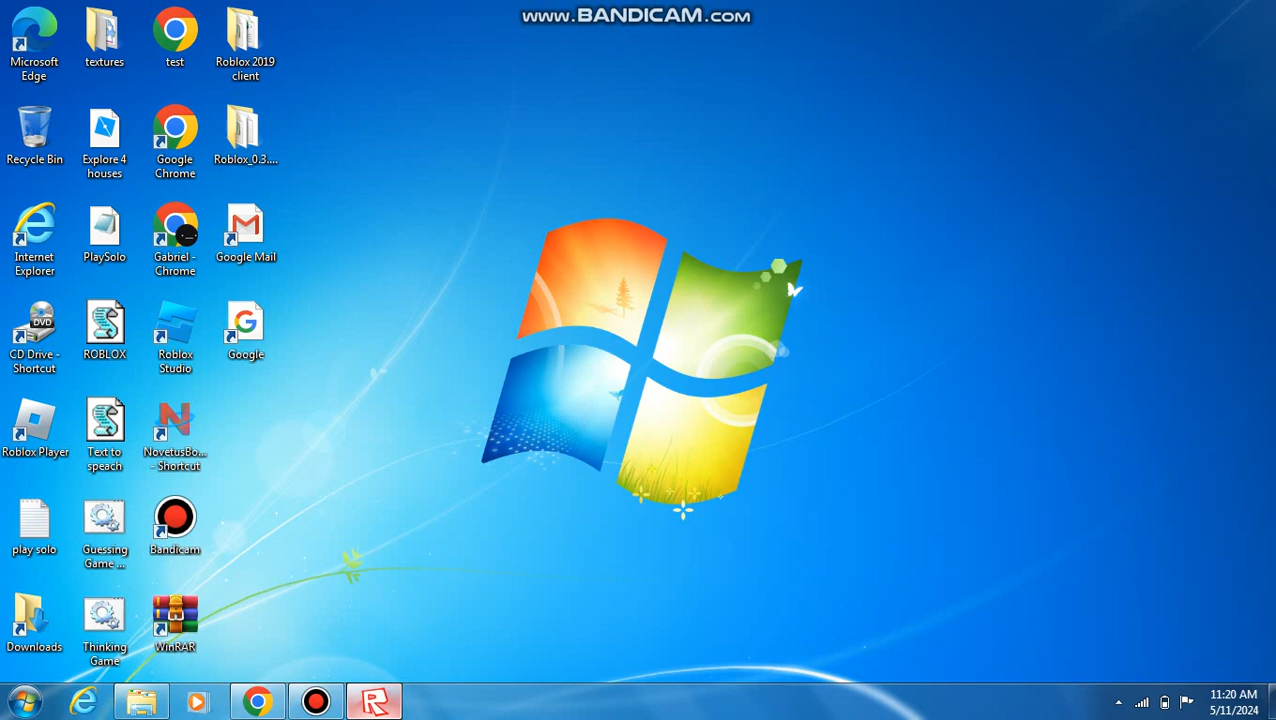 www.BANDICAM.com
Microsoft
Edge
textures
test
Roblox 2019
client
Recycle Bin
Explore 4
houses
Google
Chrome
Roblox_0.3....
Internet
Explorer
PlaySolo
Gabriel -
Chrome
Google Mail
CD Drive -
Shortcut
DVD
ROBLOX
Roblox
Studio
Google
Roblox Player
Text to
speach
NovetusBo...
- Shortcut
play solo
Guessing
Game ...
Bandicam
Downloads
Thinking
Game
WinRAR
11:20 AM
5/11/2024